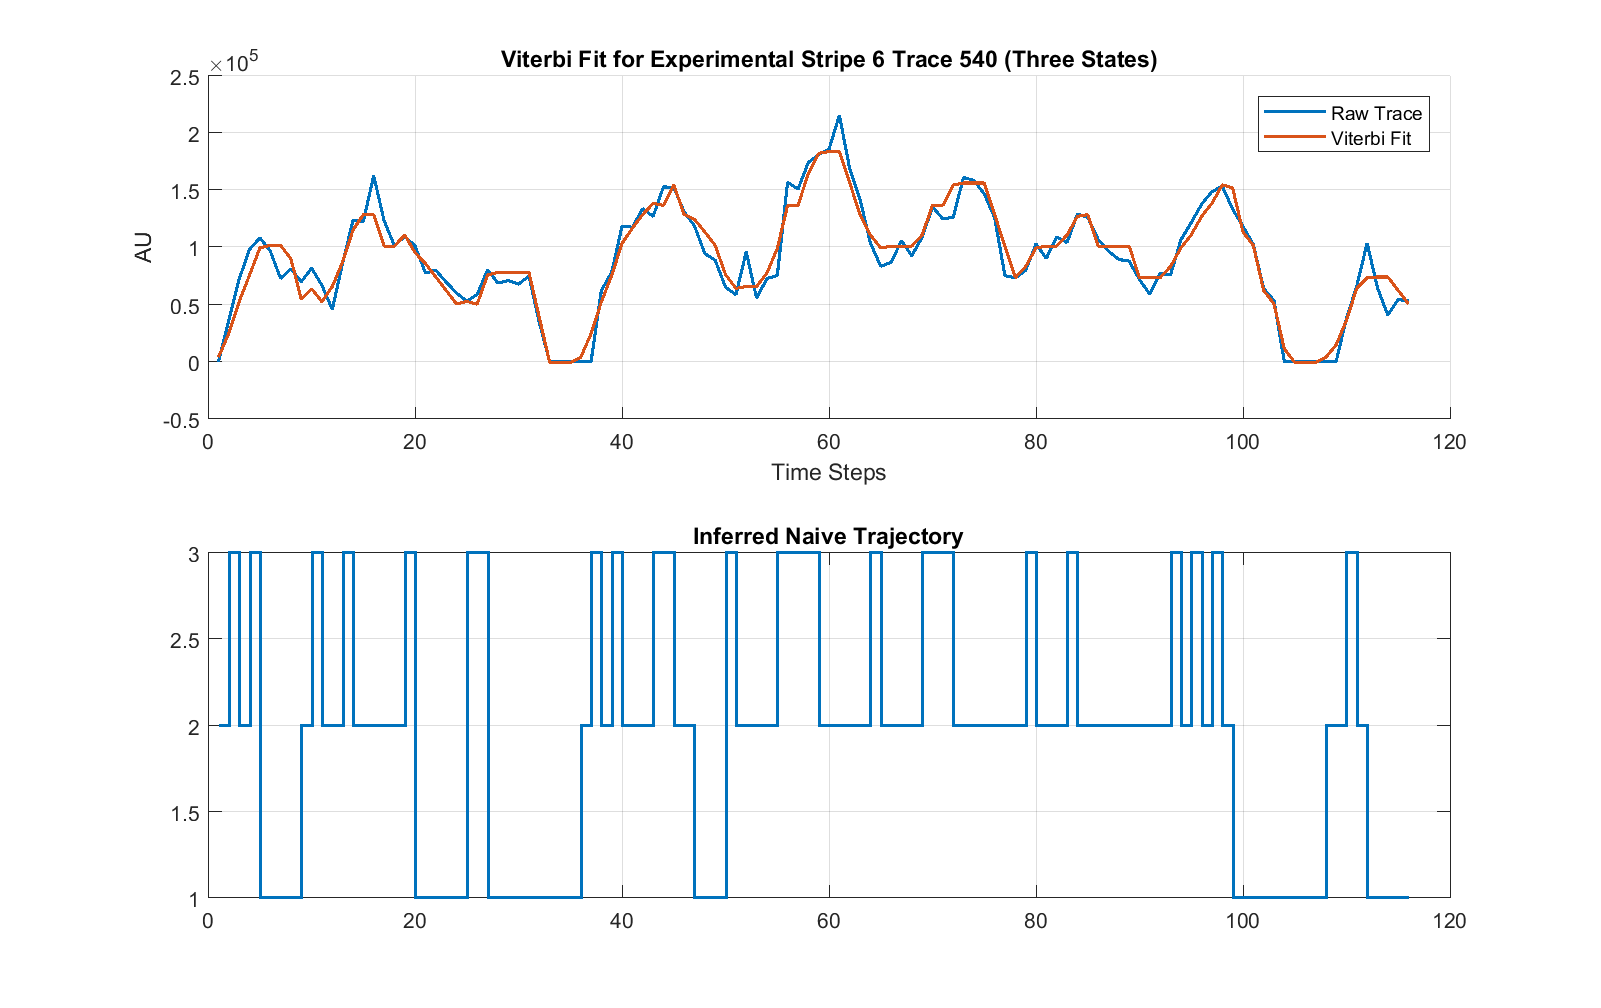 Viterbi Fit for Experimental Stripe 6 Trace 540 (Three States)
×10⁵
2.5
2
1.5
1
0.5
0
-0.5
AU
Raw Trace
Viterbi Fit
0 20 40 60 80 100 120
Time Steps
Inferred Naive Trajectory
3
2.5
2
1.5
1
0 20 40 60 80 100 120